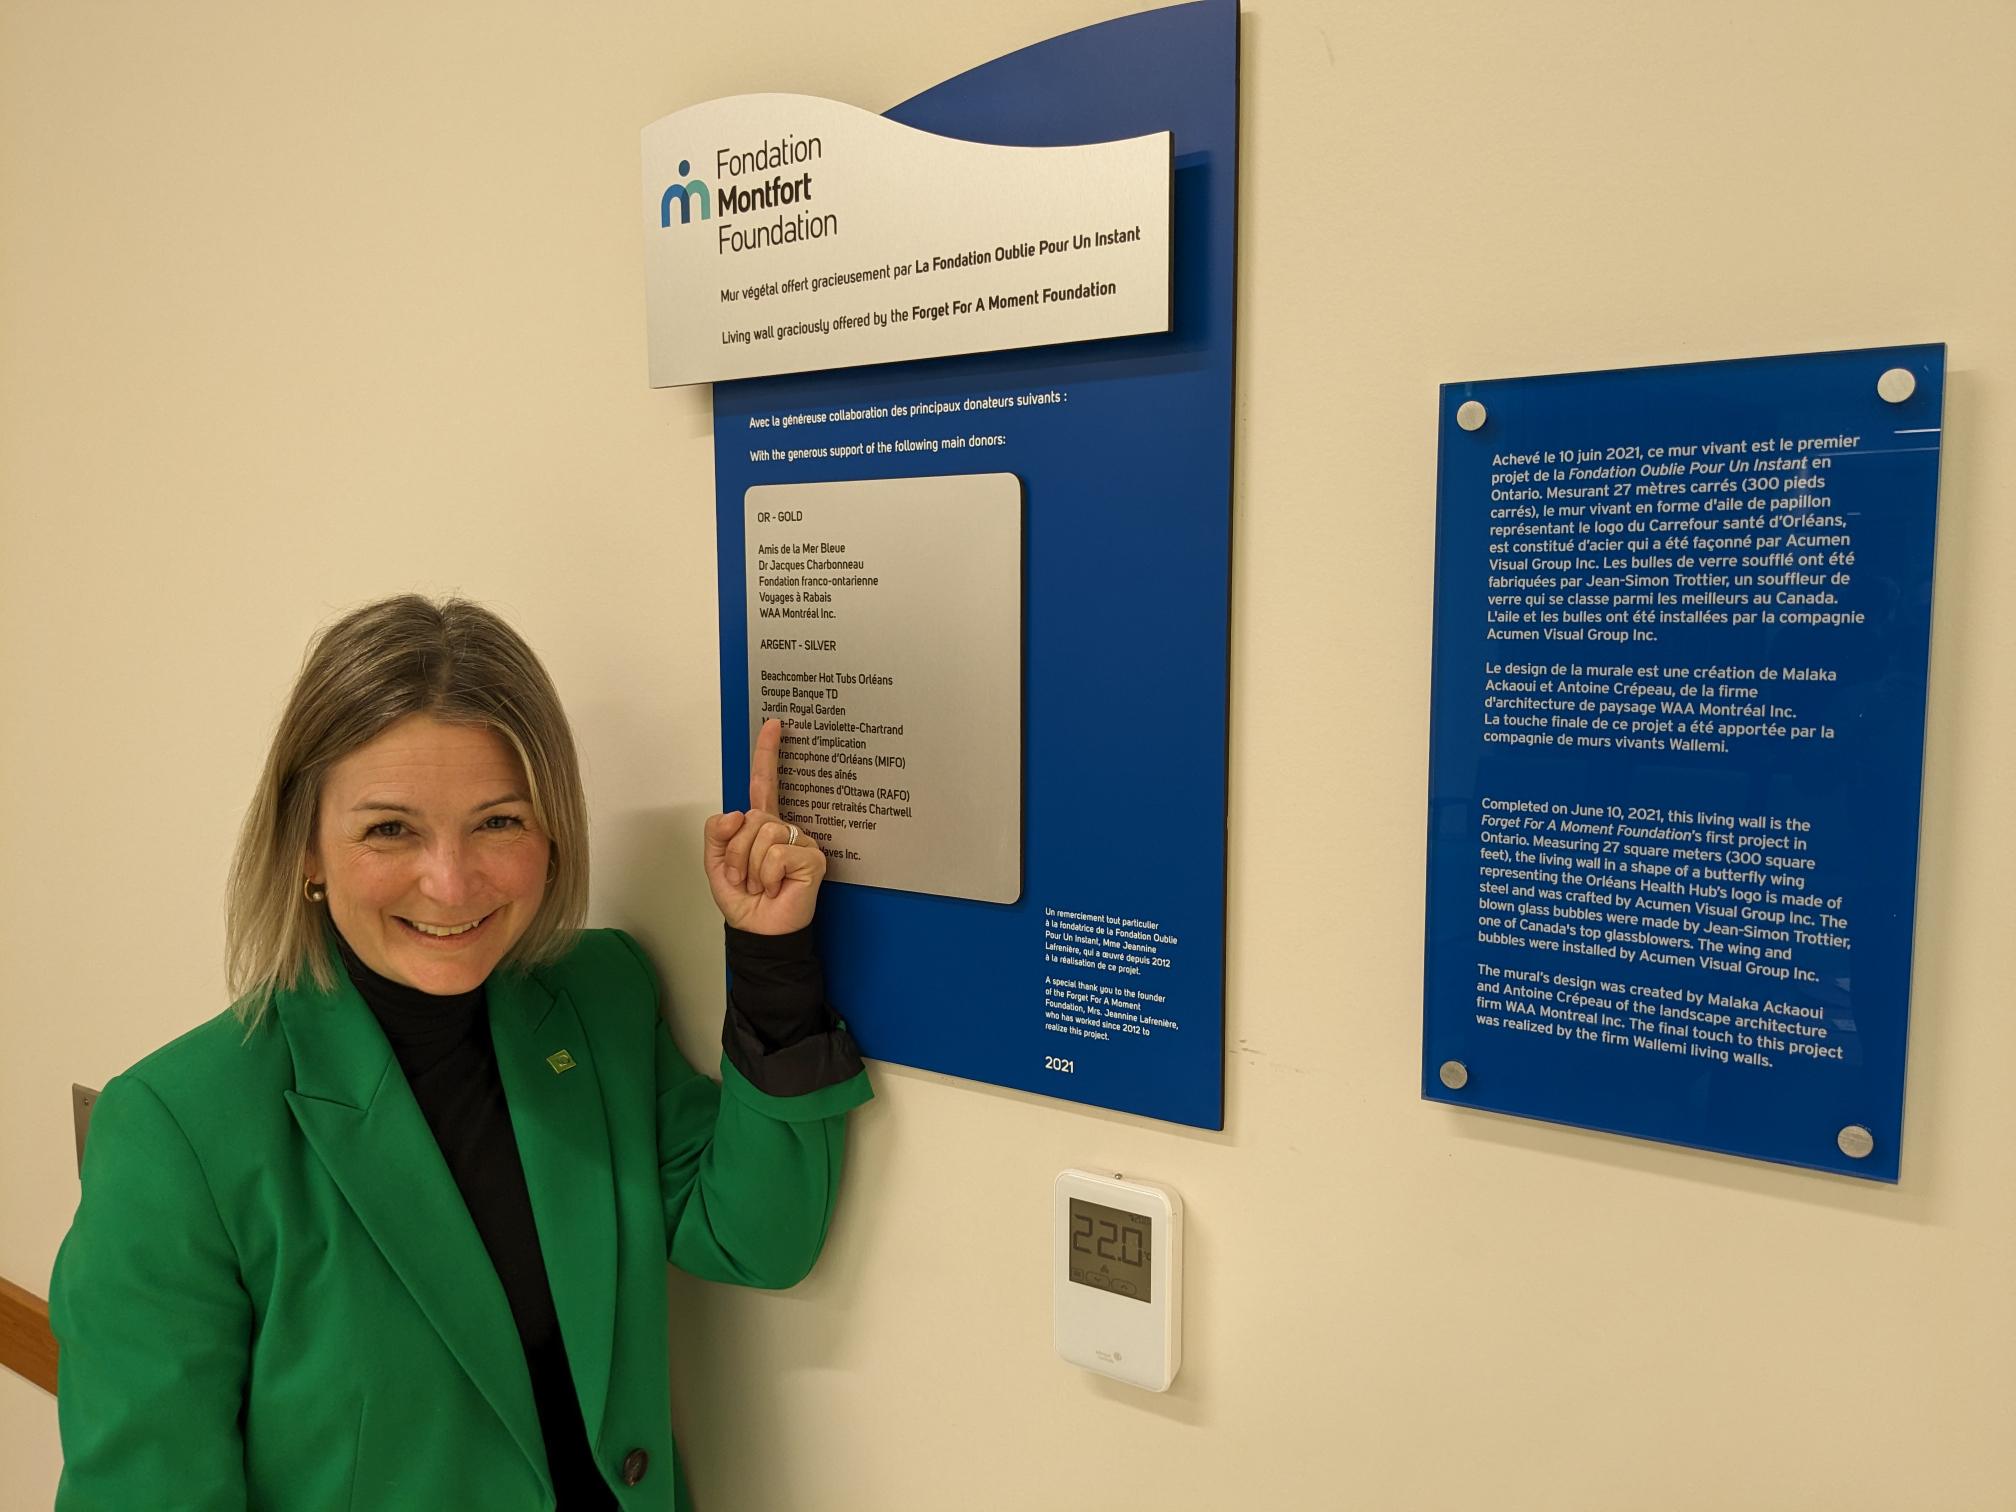 Fondation
Montfort
Foundation
Mur végétal offert gracieusement par La Fondation Oublie Pour Un Instant
Living wall graciously offered by the Forget For A Moment Foundation
Avec la généreuse collaboration des principaux donateurs suivants :
With the generous support of the following main donors:
OR - GOLD
Amis de la Mer Bleue
Dr Jacques Charbonneau
Fondation franco-ontarienne
Voyages à Rabais
WAA Montréal Inc.
ARGENT - SILVER
Beachcomber Hot Tubs Orléans
Groupe Banque TD
Jardin Royal Garden
-Paule Laviolette-Chartrand
d'implication
francophone d'Orléans (MIFO)
-vous des aînés
francophones d'Ottawa (RAFO)
pour retraités Chartwell
-Simon Trottier, verrier
Inc.
Un remerciement tout particulier
à la fondatrice de la Fondation Oublie
Pour Un Instant, Mme Jeannine
Lafrenière, qui a œuvré depuis 2012
à la réalisation de ce projet.
A special thank you to the founder
of the Forget For A Moment
Foundation, Mrs. Jeannine Lafrenière,
who has worked since 2012 to
realize this project.
2021
Achevé le 10 juin 2021, ce mur vivant est le premier
projet de la Fondation Oublie Pour Un Instant en
Ontario. Mesurant 27 mètres carrés (300 pieds
carrés), le mur vivant en forme d'aile de papillon
représentant le logo du Carrefour santé d'Orléans,
est constitué d'acier qui a été façonné par Acumen
Visual Group Inc. Les bulles de verre soufflé ont été
fabriquées par Jean-Simon Trottier, un souffleur de
verre qui se classe parmi les meilleurs au Canada.
L'aile et les bulles ont été installées par la compagnie
Acumen Visual Group Inc.
Le design de la murale est une création de Malaka
Ackaoui et Antoine Crépeau, de la firme
d'architecture de paysage WAA Montréal Inc.
La touche finale de ce projet a été apportée par la
compagnie de murs vivants Wallemi.
Completed on June 10, 2021, this living wall is the
Forget For A Moment Foundation's first project in
Ontario. Measuring 27 square meters (300 square
feet), the living wall in a shape of a butterfly wing
representing the Orléans Health Hub's logo is made of
steel and was crafted by Acumen Visual Group Inc. The
blown glass bubbles were made by Jean-Simon Trottier,
one of Canada's top glassblowers. The wing and
bubbles were installed by Acumen Visual Group Inc.
The mural's design was created by Malaka Ackaoui
and Antoine Crépeau of the landscape architecture
firm WAA Montreal Inc. The final touch to this project
was realized by the firm Wallemi living walls.
22.0